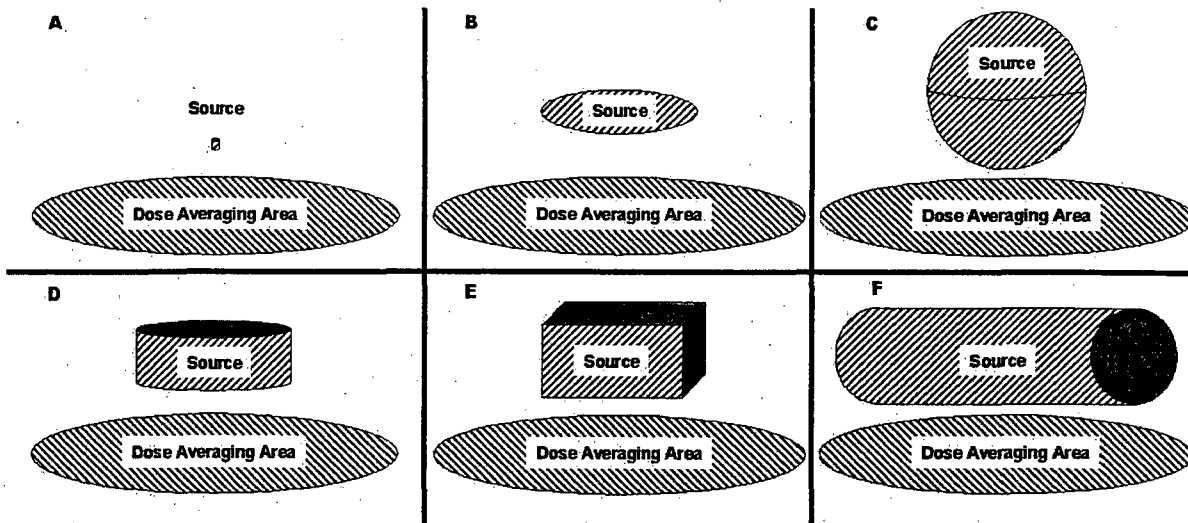 A
Source
Dose Averaging Area
B
Source
Dose Averaging Area
C
Source
Dose Averaging Area
D
Source
Dose Averaging Area
E
Source
Dose Averaging Area
F
Source
Dose Averaging Area